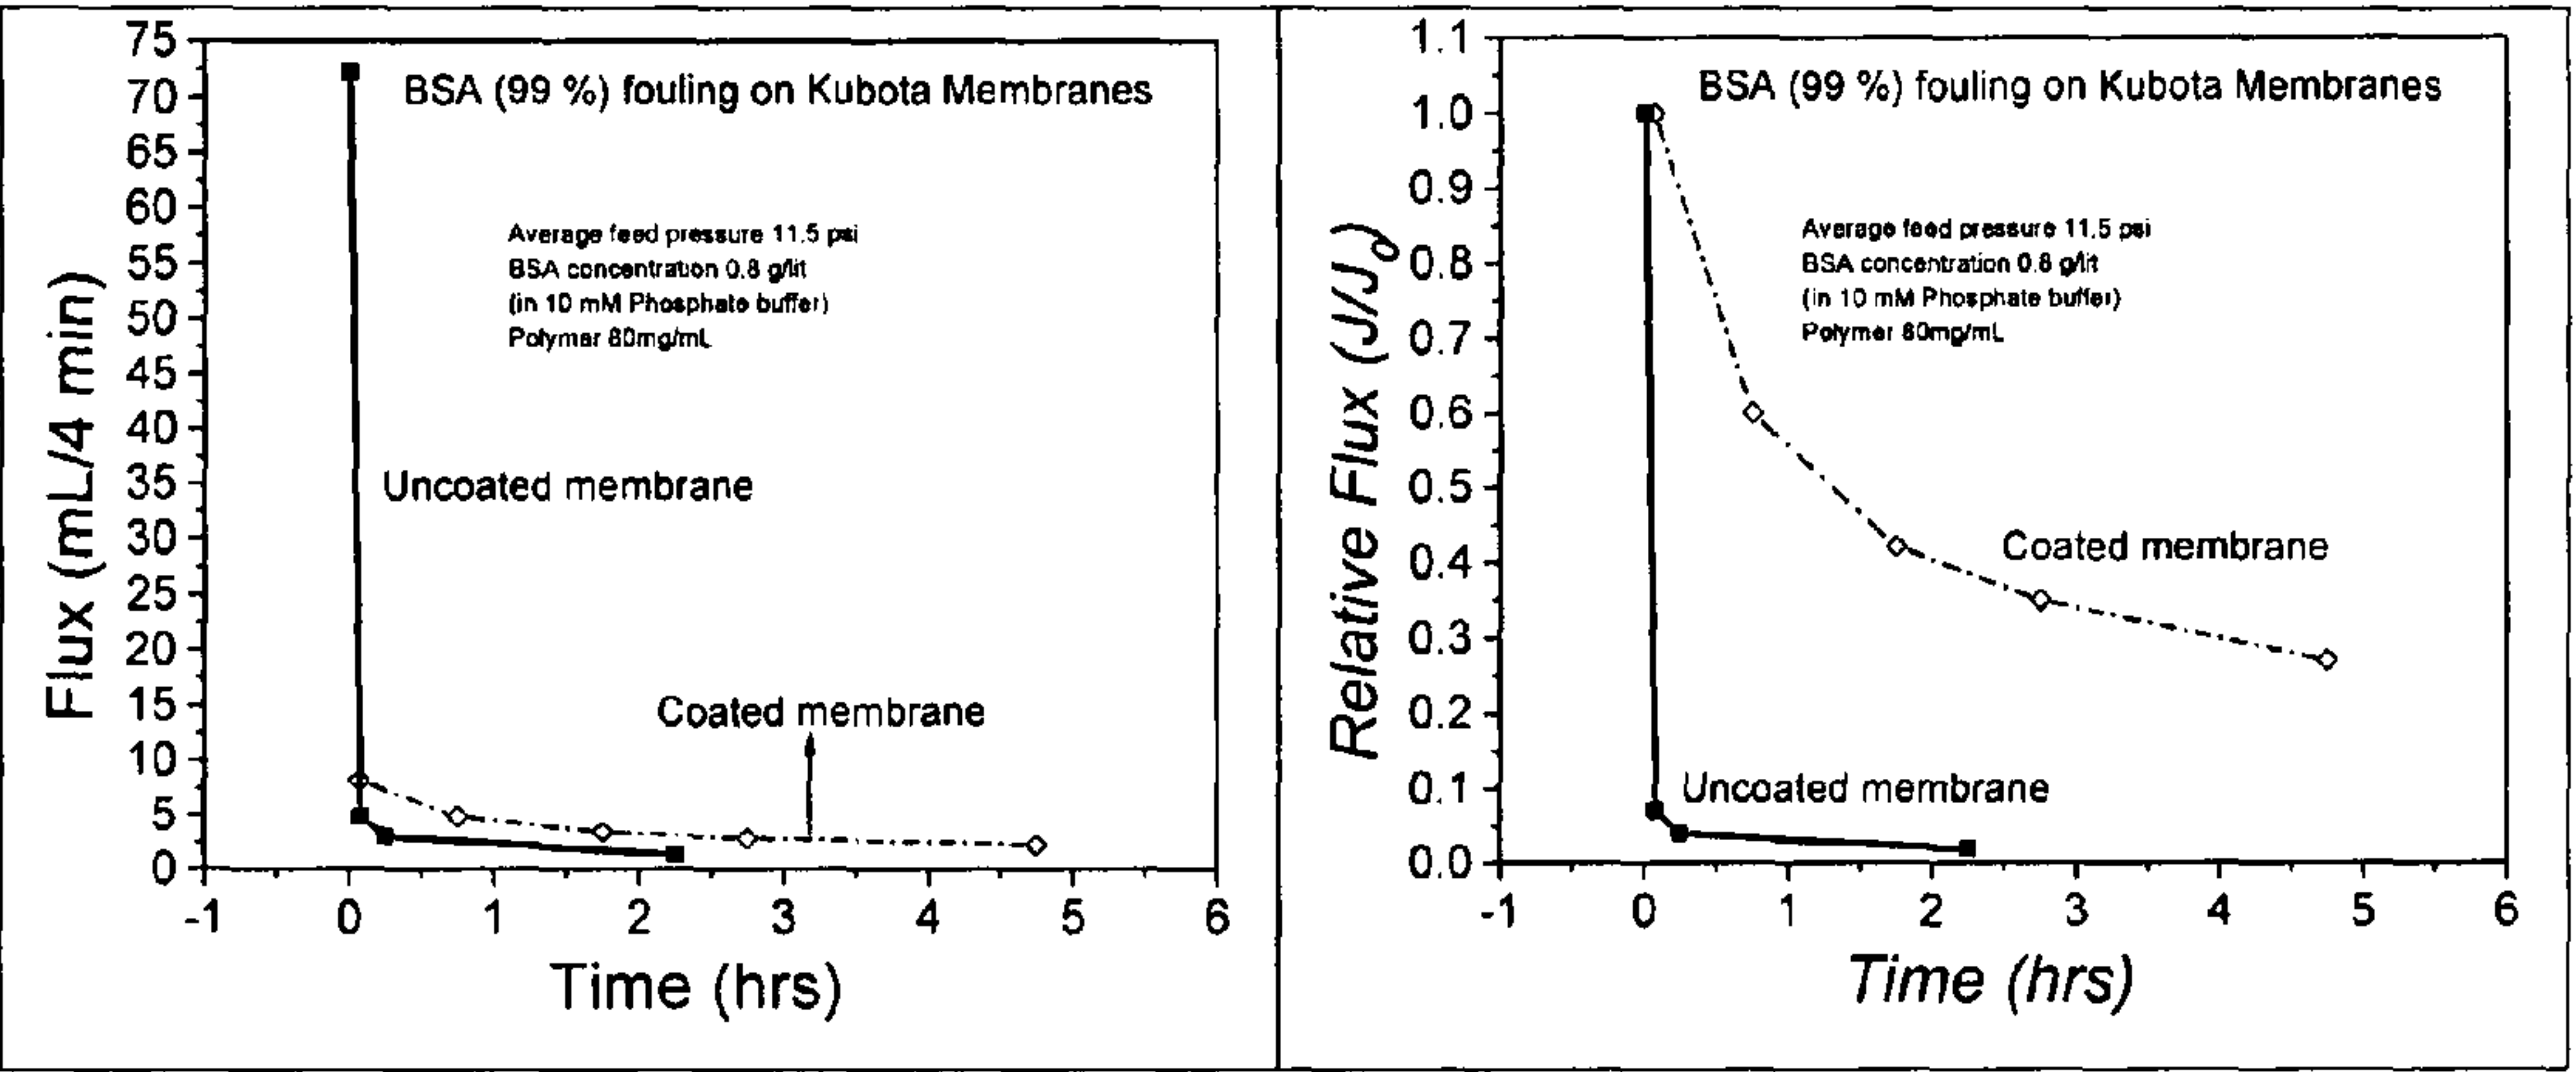 75
70
65
60
55
50
45
40
35
30
25
20
15
10
5
0
Flux (mL/4 min)
BSA (99 %) fouling on Kubota Membranes
Average feed pressure 11.5 psi
BSA concentration 0.8 g/lit
(in 10 mM Phosphate buffer)
Polymer 80mg/mL
Uncoated membrane
Coated membrane
-1 0 1 2 3 4 5 6
Time (hrs)
1.1
1.0
0.9
0.8
0.7
0.6
0.5
0.4
0.3
0.2
0.1
0.0
Relative Flux (J/J0)
BSA (99 %) fouling on Kubota Membranes
Average feed pressure 11.5 psi
BSA concentration 0.8 g/lit
(in 10 mM Phosphate buffer)
Polymer 80mg/mL
Coated membrane
Uncoated membrane
-1 0 1 2 3 4 5 6
Time (hrs)